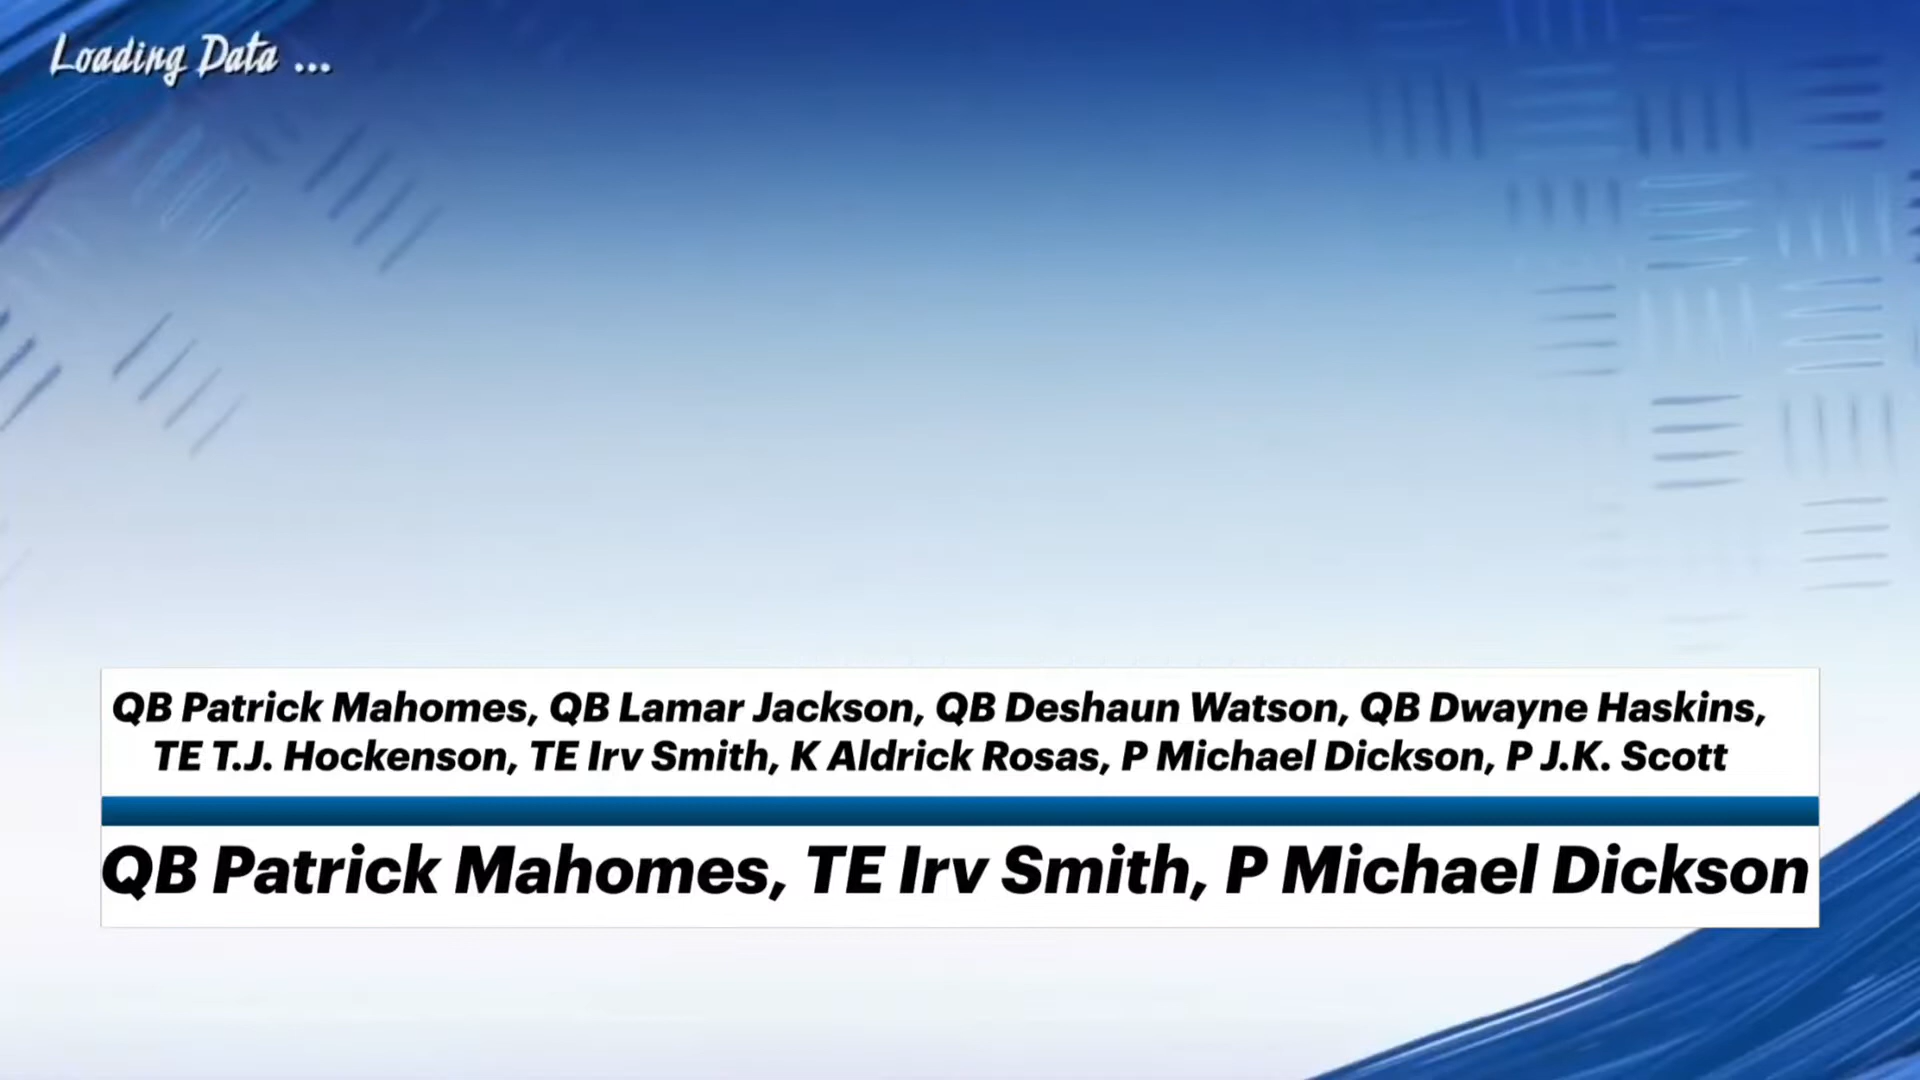 Loading Data ...
QB Patrick Mahomes, QB Lamar Jackson, QB Deshaun Watson, QB Dwayne Haskins,
TE T.J. Hockenson, TE Irv Smith, K Aldrick Rosas, P Michael Dickson, P J.K. Scott
QB Patrick Mahomes, TE Irv Smith, P Michael Dickson